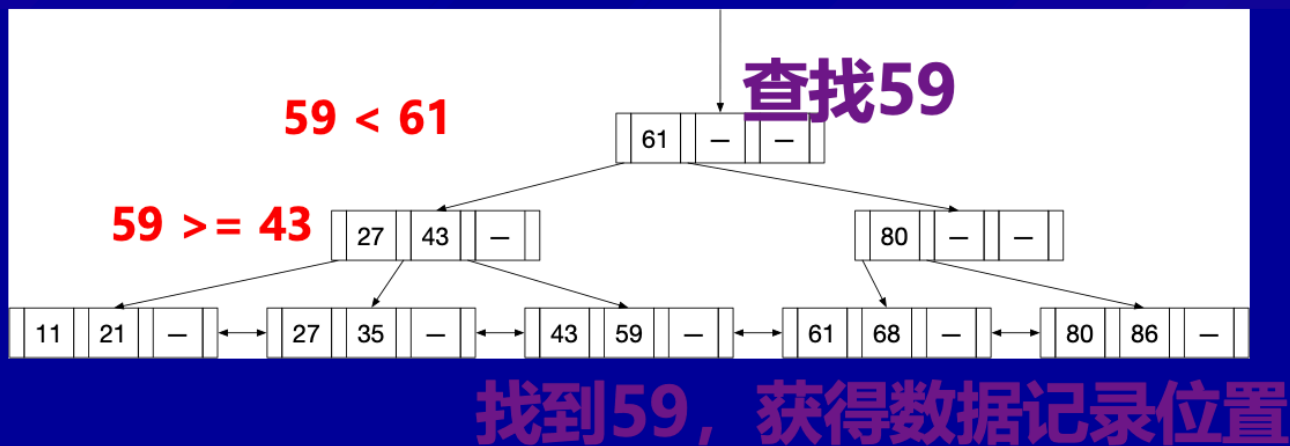 查找59
59 < 61
61 — —
59 >= 43
27 43 —
80 — —
11 21 —
27 35 —
43 59 —
61 68 —
80 86 —
找到59，获得数据记录位置